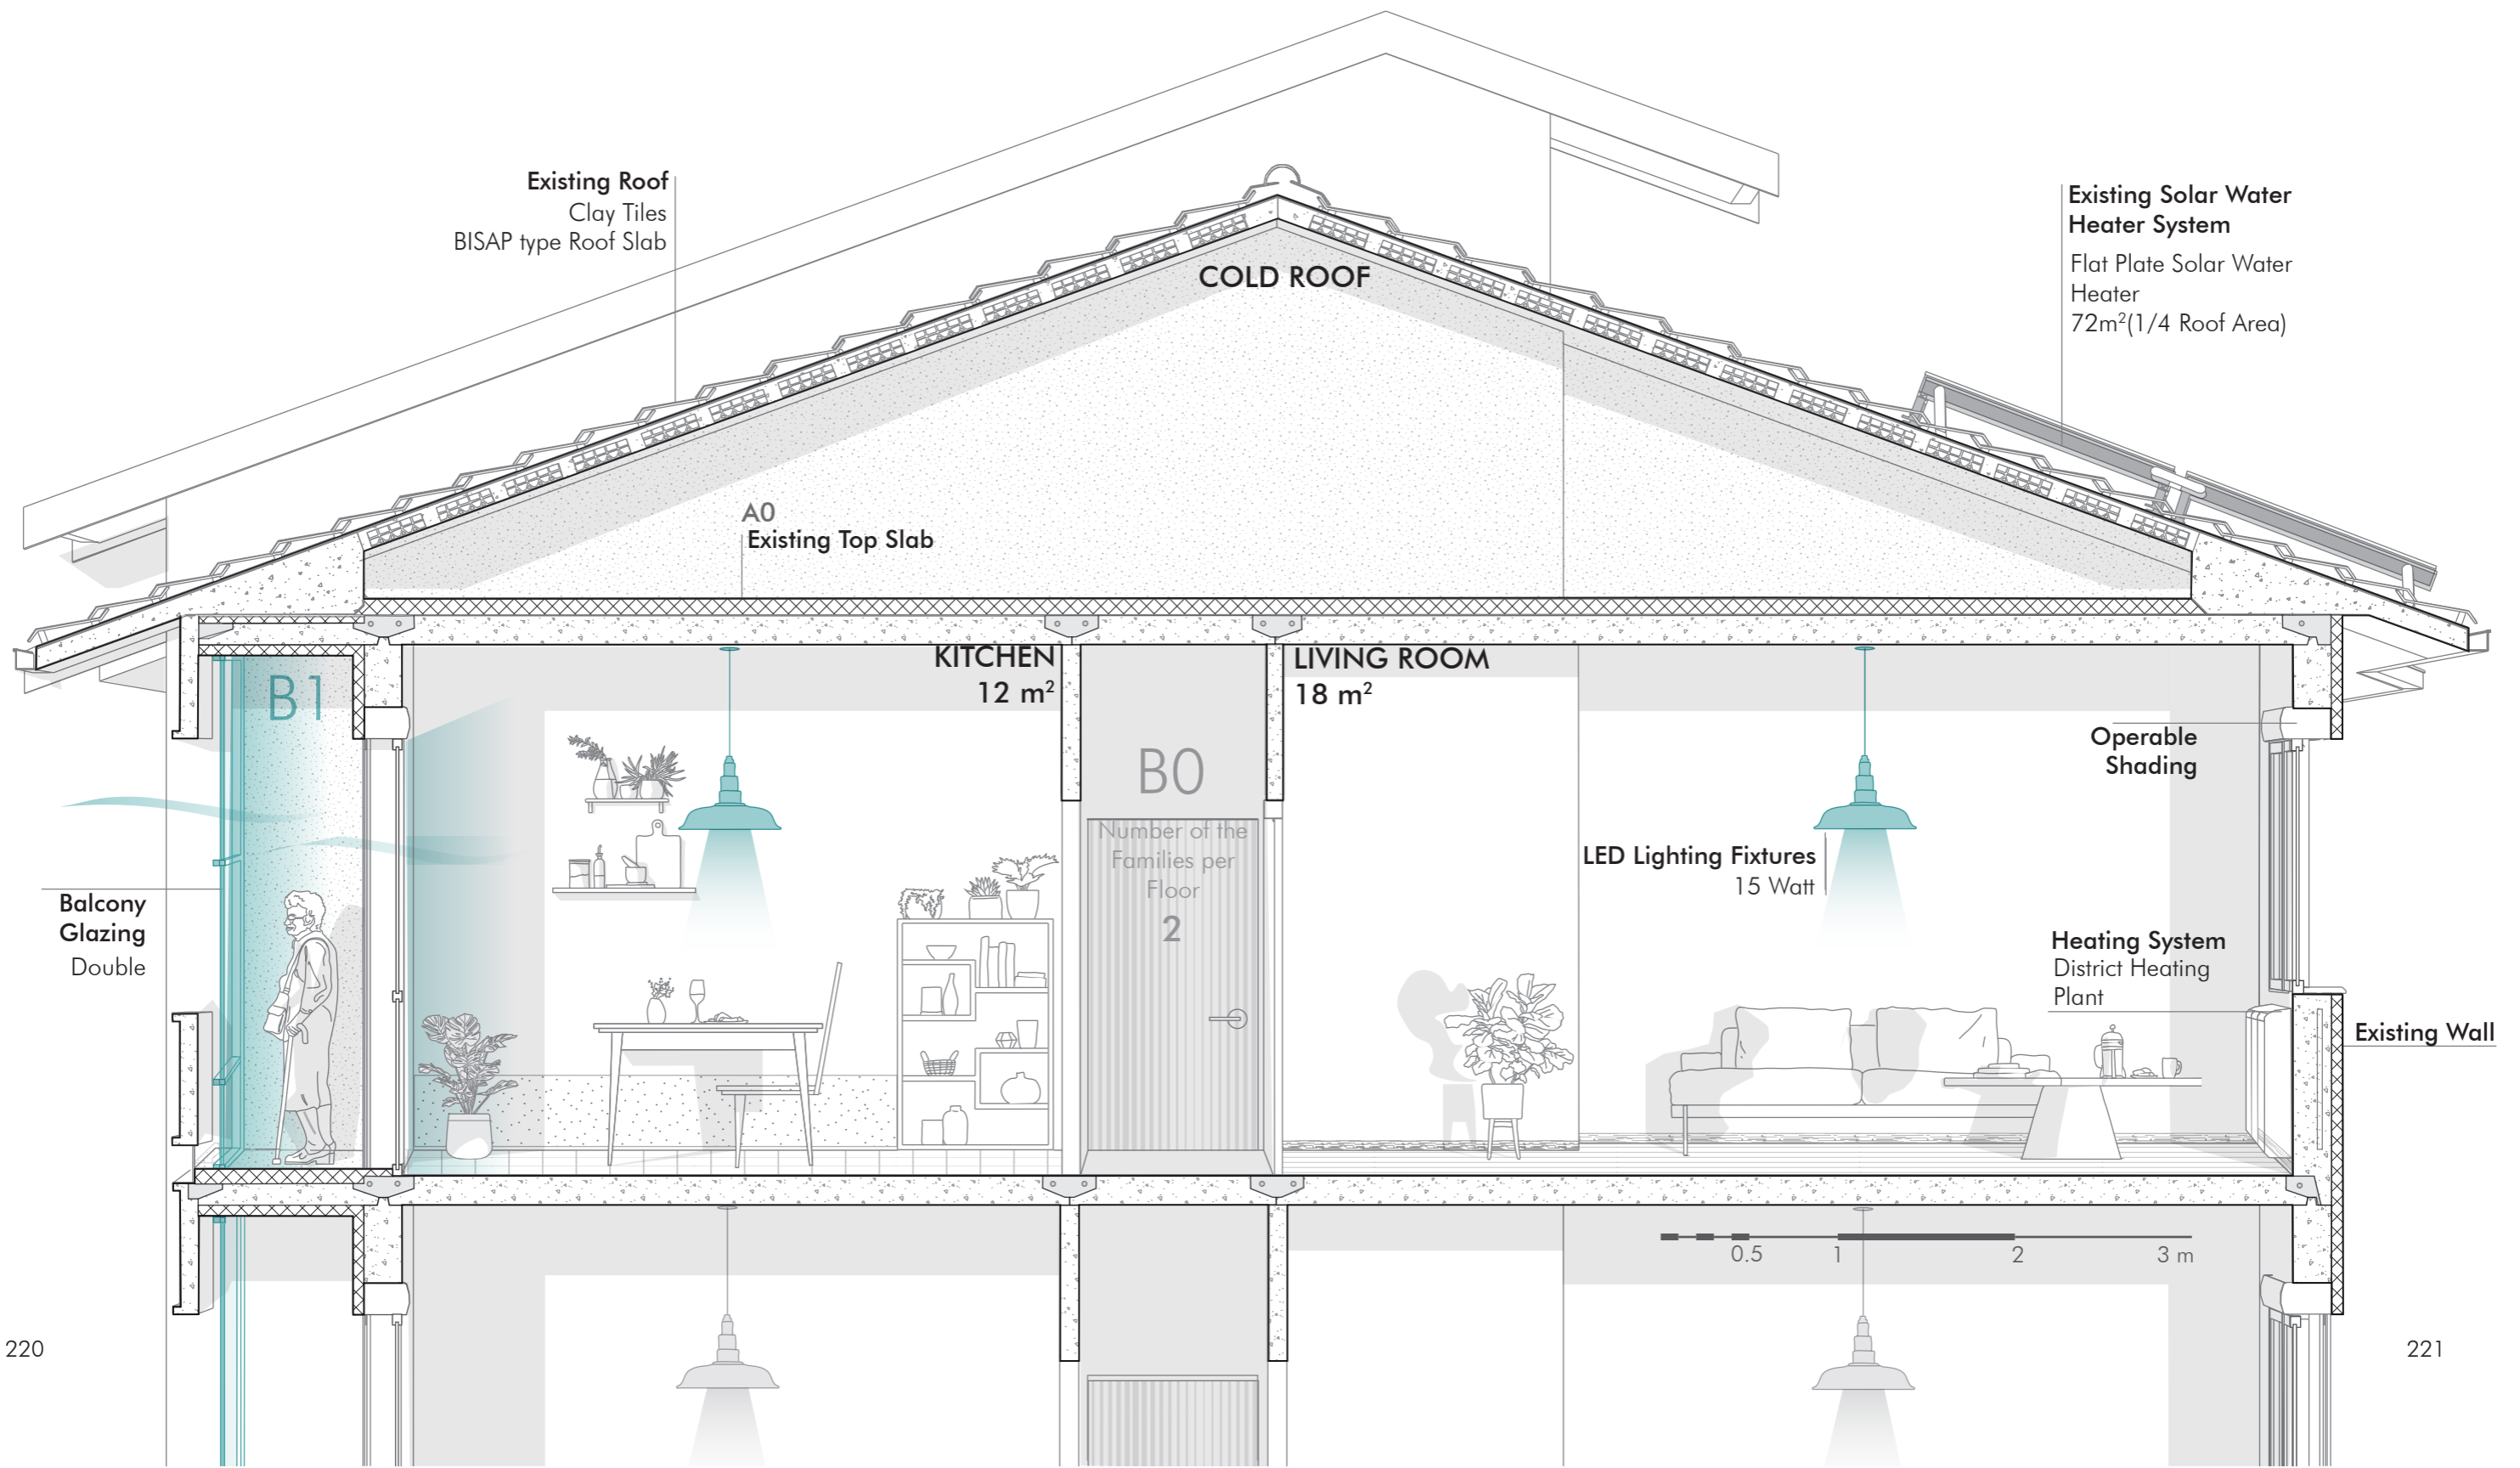 Existing Roof
Clay Tiles
BISAP type Roof Slab
Existing Solar Water
Heater System
Flat Plate Solar Water
Heater
72m²(1/4 Roof Area)
COLD ROOF
A0
Existing Top Slab
B1
KITCHEN
12 m²
LIVING ROOM
18 m²
B0
Number of the
Families per
Floor
2
Operable
Shading
LED Lighting Fixtures
15 Watt
Balcony
Glazing
Double
Heating System
District Heating
Plant
Existing Wall
0.5 1 2 3 m
220
221